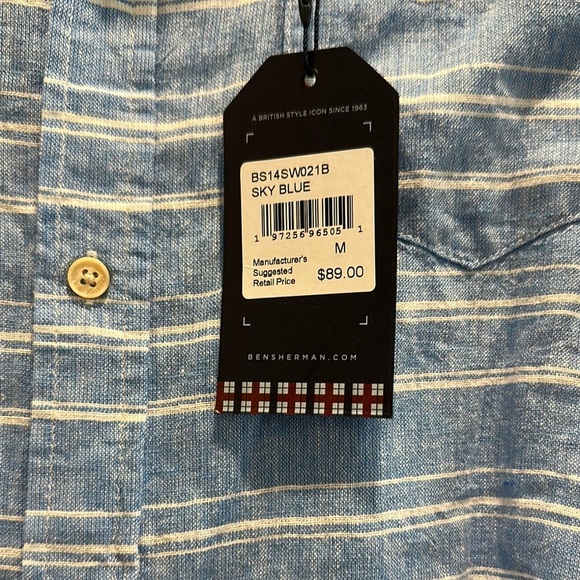 A BRITISH STYLE ICON SINCE 1963
BS14SW021B
SKY BLUE
1 97256 96505 1
M
Manufacturer's
Suggested
Retail Price
$89.00
BENSHERMAN.COM